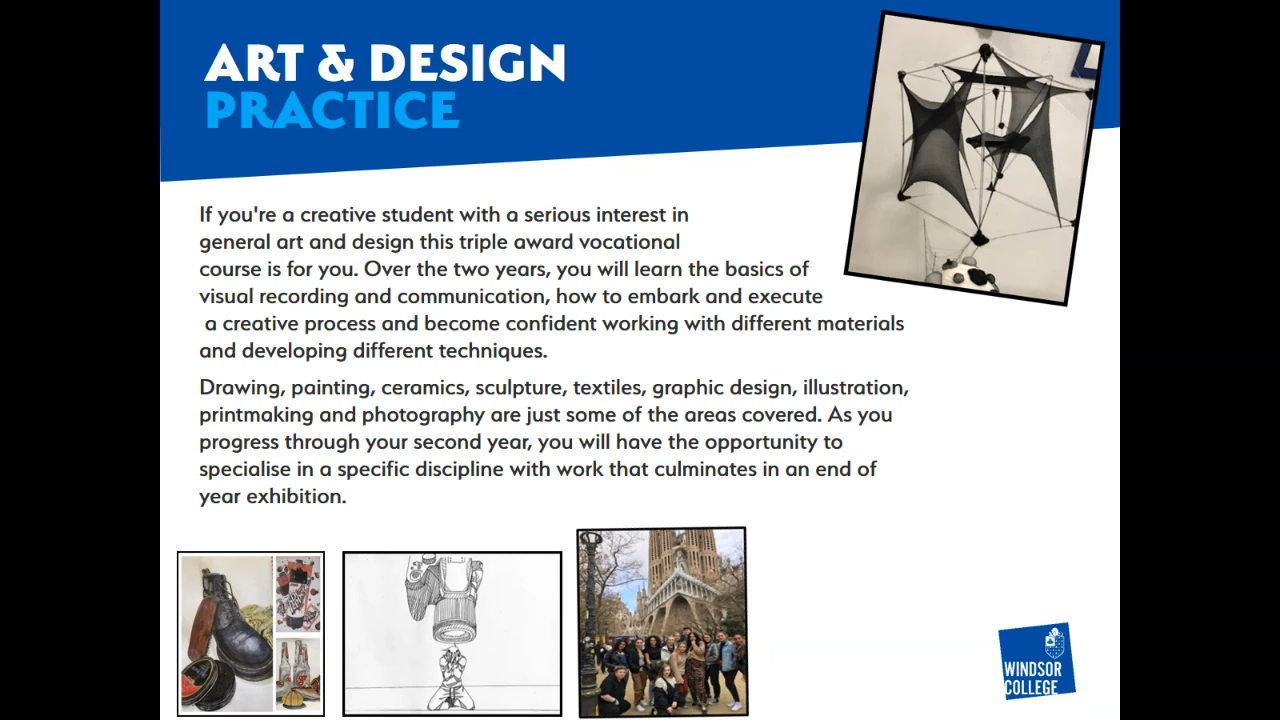 ART & DESIGN
PRACTICE
If you're a creative student with a serious interest in
general art and design this triple award vocational
course is for you. Over the two years, you will learn the basics of
visual recording and communication, how to embark and execute
a creative process and become confident working with different materials
and developing different techniques.
Drawing, painting, ceramics, sculpture, textiles, graphic design, illustration,
printmaking and photography are just some of the areas covered. As you
progress through your second year, you will have the opportunity to
specialise in a specific discipline with work that culminates in an end of
year exhibition.
WINDSOR
COLLEGE